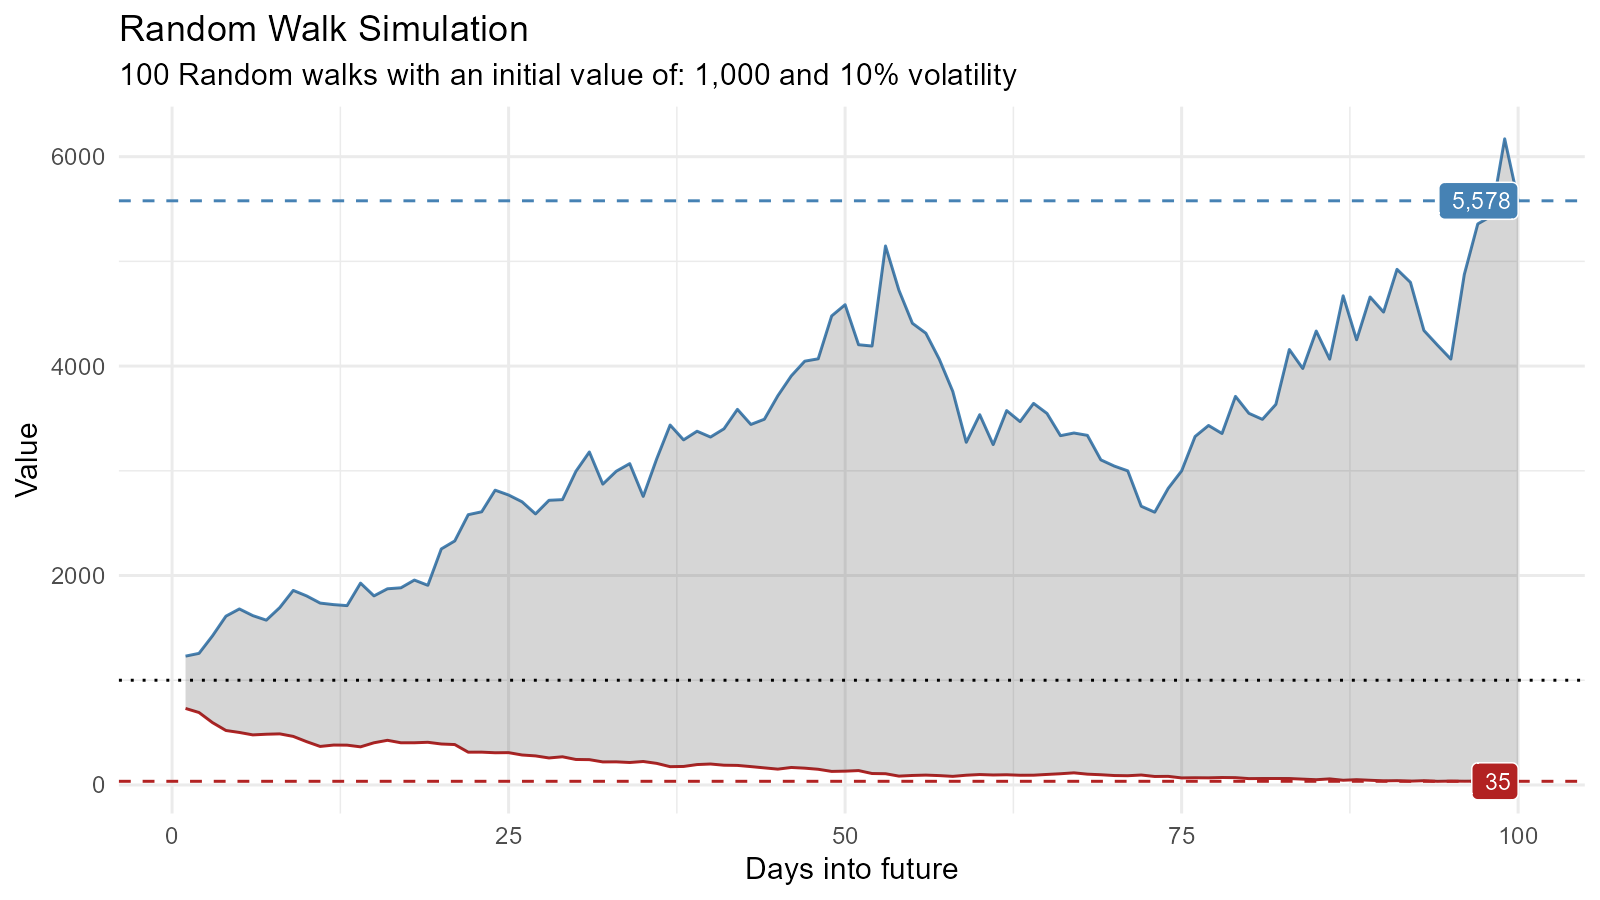 Random Walk Simulation
100 Random walks with an initial value of: 1,000 and 10% volatility
Value
6000
4000
2000
0
5,578
35
0
25
50
75
100
Days into future